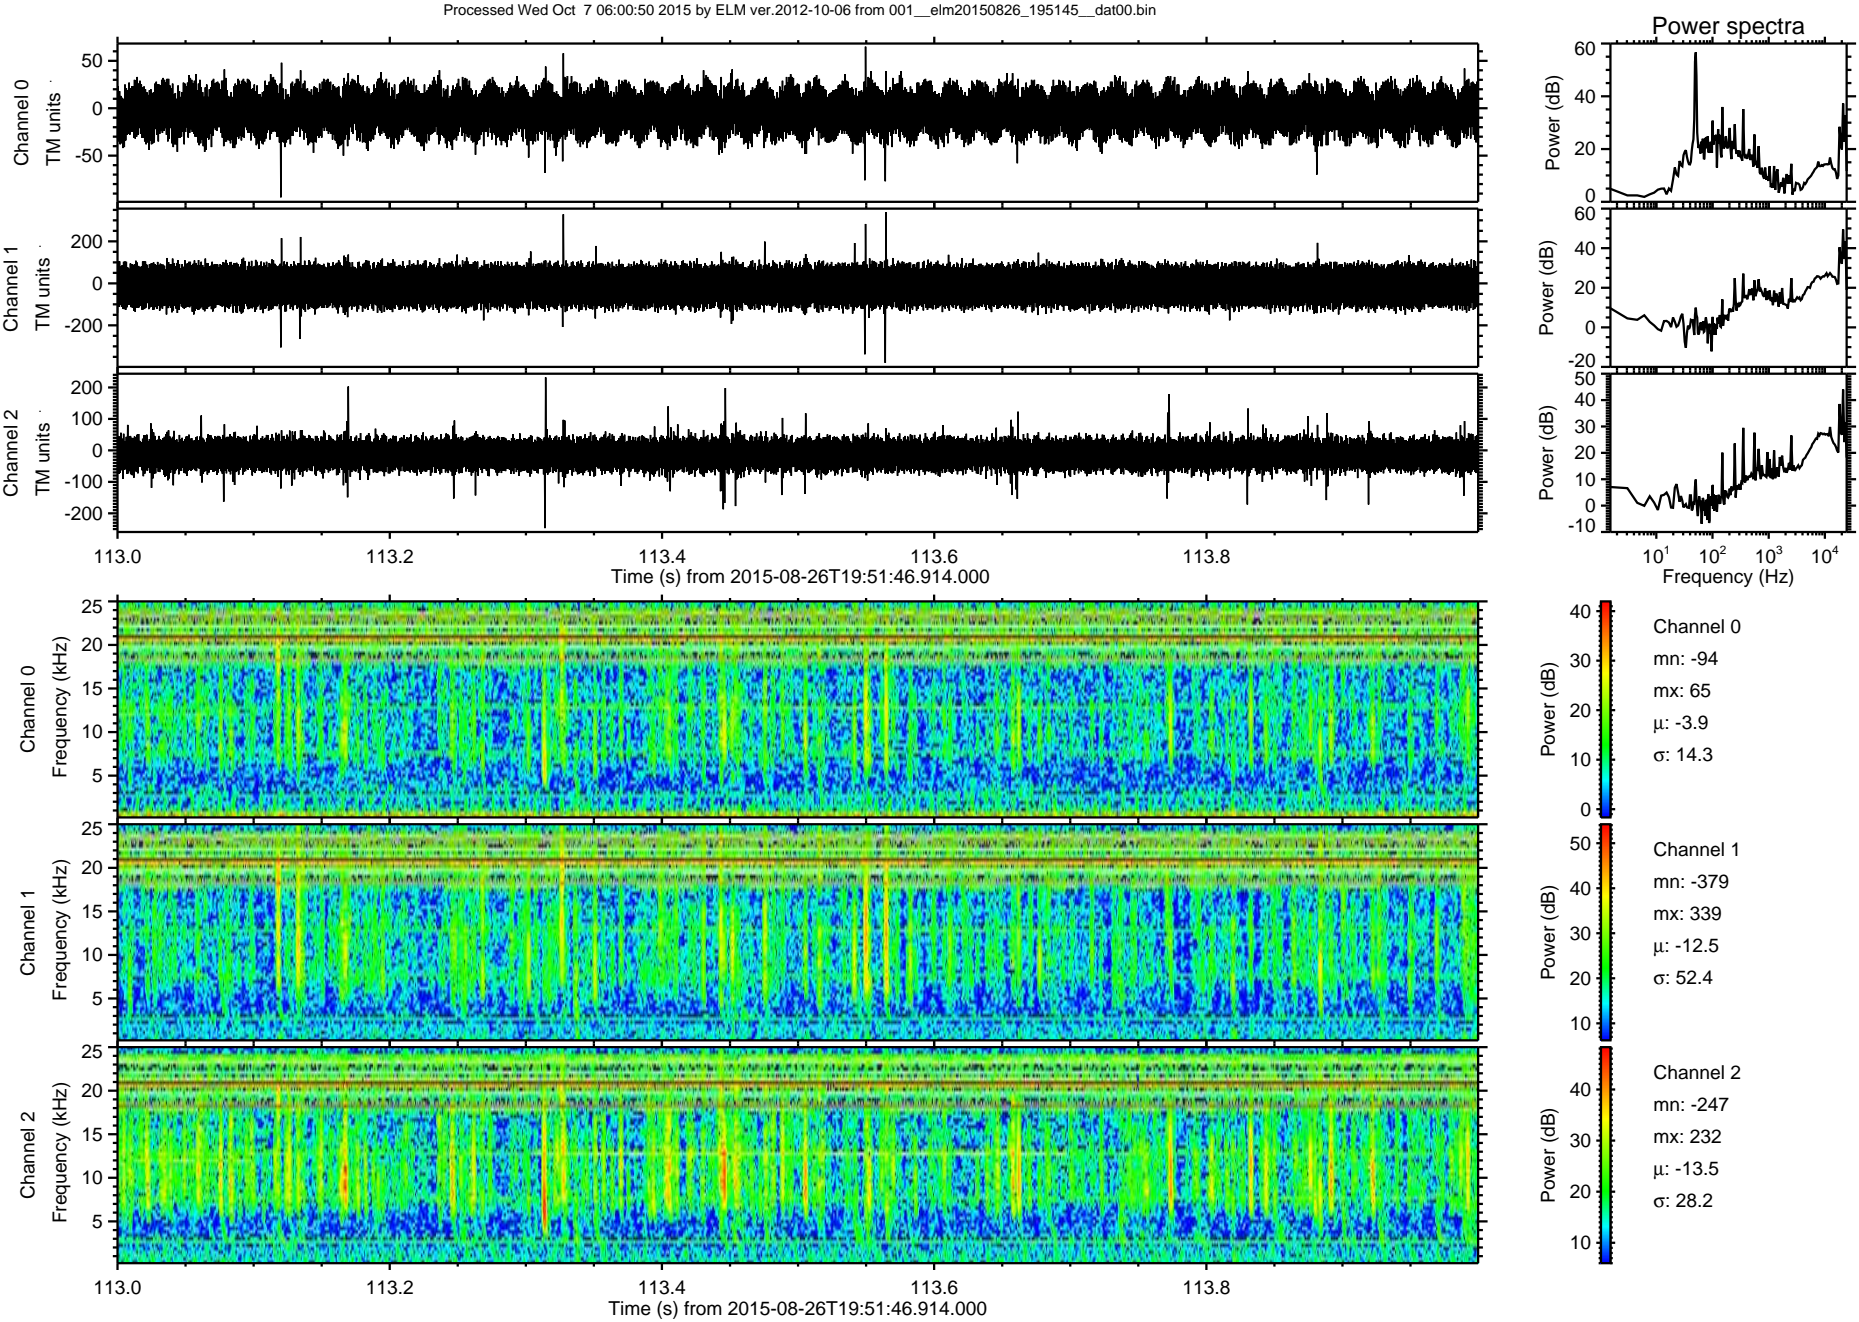 Processed Wed Oct 7 06:00:50 2015 by ELM ver.2012-10-06 from 001__elm20150826_195145__dat00.bin
Power spectra
Channel 0
TM units
50
0
-50
Power (dB)
60
40
20
0
Channel 1
TM units
200
0
-200
Power (dB)
60
40
20
0
-20
Channel 2
TM units
200
100
0
-100
-200
Power (dB)
50
40
30
20
10
0
-10
113.0
113.2
113.4
113.6
113.8
Time (s) from 2015-08-26T19:51:46.914.000
10¹
10²
10³
10⁴
Frequency (Hz)
Channel 0
Frequency (kHz)
25
20
15
10
5
Power (dB)
40
30
20
10
0
Channel 0
mn: -94
mx: 65
μ: -3.9
σ: 14.3
Channel 1
Frequency (kHz)
25
20
15
10
5
Power (dB)
50
40
30
20
10
Channel 1
mn: -379
mx: 339
μ: -12.5
σ: 52.4
Channel 2
Frequency (kHz)
25
20
15
10
5
Power (dB)
40
30
20
10
Channel 2
mn: -247
mx: 232
μ: -13.5
σ: 28.2
113.0
113.2
113.4
113.6
113.8
Time (s) from 2015-08-26T19:51:46.914.000